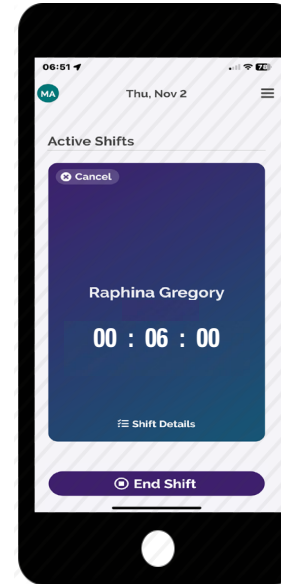 06:51
78
MA
Thu, Nov 2
Active Shifts
Cancel
Raphina Gregory
00 : 06 : 00
Shift Details
End Shift